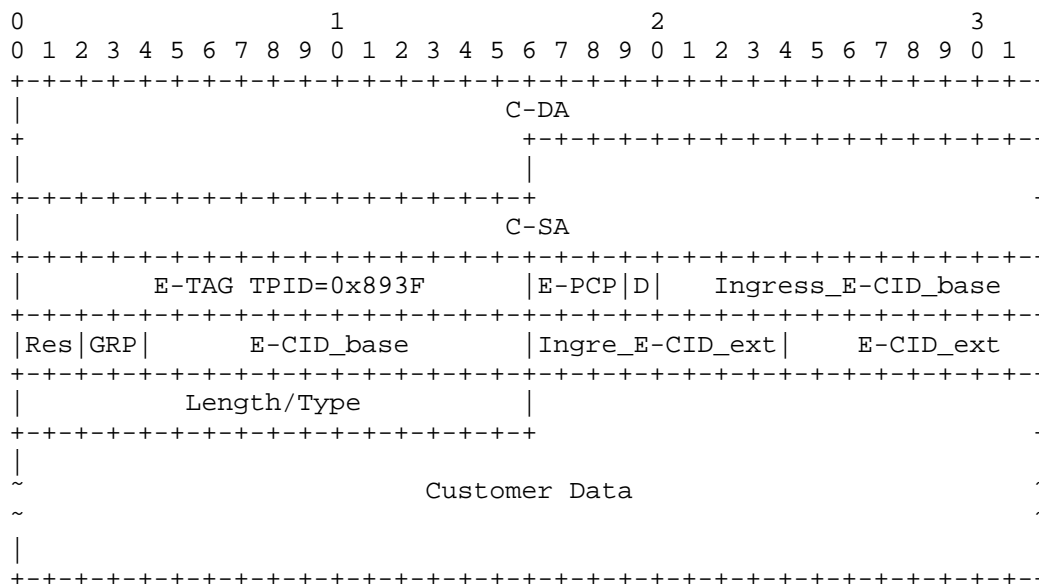 0                   1                   2                   3
0 1 2 3 4 5 6 7 8 9 0 1 2 3 4 5 6 7 8 9 0 1 2 3 4 5 6 7 8 9 0 1
+-+-+-+-+-+-+-+-+-+-+-+-+-+-+-+-+-+-+-+-+-+-+-+-+-+-+-+-+-+-+-+-
|                              C-DA
+                               +-+-+-+-+-+-+-+-+-+-+-+-+-+-+-+-
|                               |
+-+-+-+-+-+-+-+-+-+-+-+-+-+-+-+-+                               -
|                              C-SA
+-+-+-+-+-+-+-+-+-+-+-+-+-+-+-+-+-+-+-+-+-+-+-+-+-+-+-+-+-+-+-+-
|        E-TAG TPID=0x893F      |E-PCP|D|   Ingress_E-CID_base
+-+-+-+-+-+-+-+-+-+-+-+-+-+-+-+-+-+-+-+-+-+-+-+-+-+-+-+-+-+-+-+-
|Res|GRP|      E-CID_base       |Ingre_E-CID_ext|    E-CID_ext
+-+-+-+-+-+-+-+-+-+-+-+-+-+-+-+-+-+-+-+-+-+-+-+-+-+-+-+-+-+-+-+-
|          Length/Type          |
+-+-+-+-+-+-+-+-+-+-+-+-+-+-+-+-+                               -
|
~                         Customer Data                         ~
~                                                               ~
|
+-+-+-+-+-+-+-+-+-+-+-+-+-+-+-+-+-+-+-+-+-+-+-+-+-+-+-+-+-+-+-+-